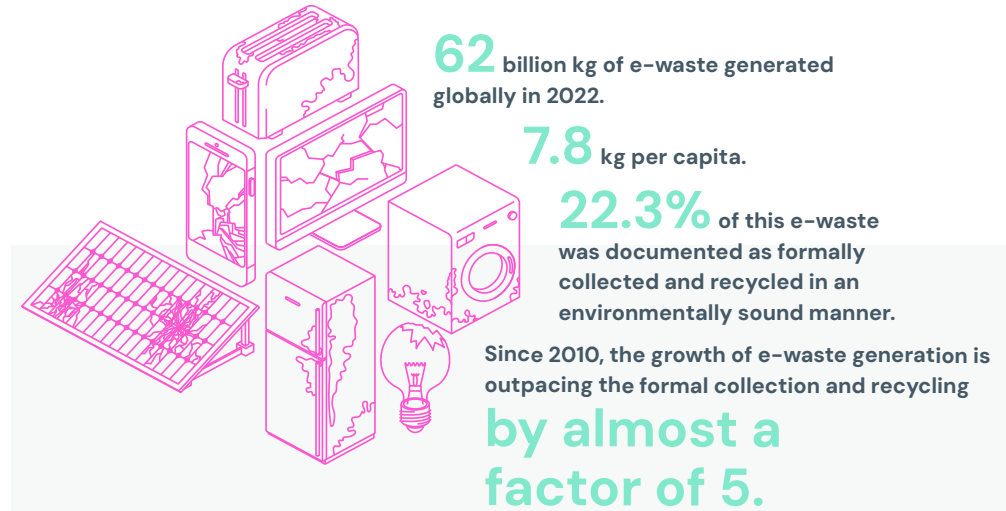 62 billion kg of e-waste generated
globally in 2022.
7.8 kg per capita.
22.3% of this e-waste
was documented as formally
collected and recycled in an
environmentally sound manner.
Since 2010, the growth of e-waste generation is
outpacing the formal collection and recycling
by almost a
factor of 5.